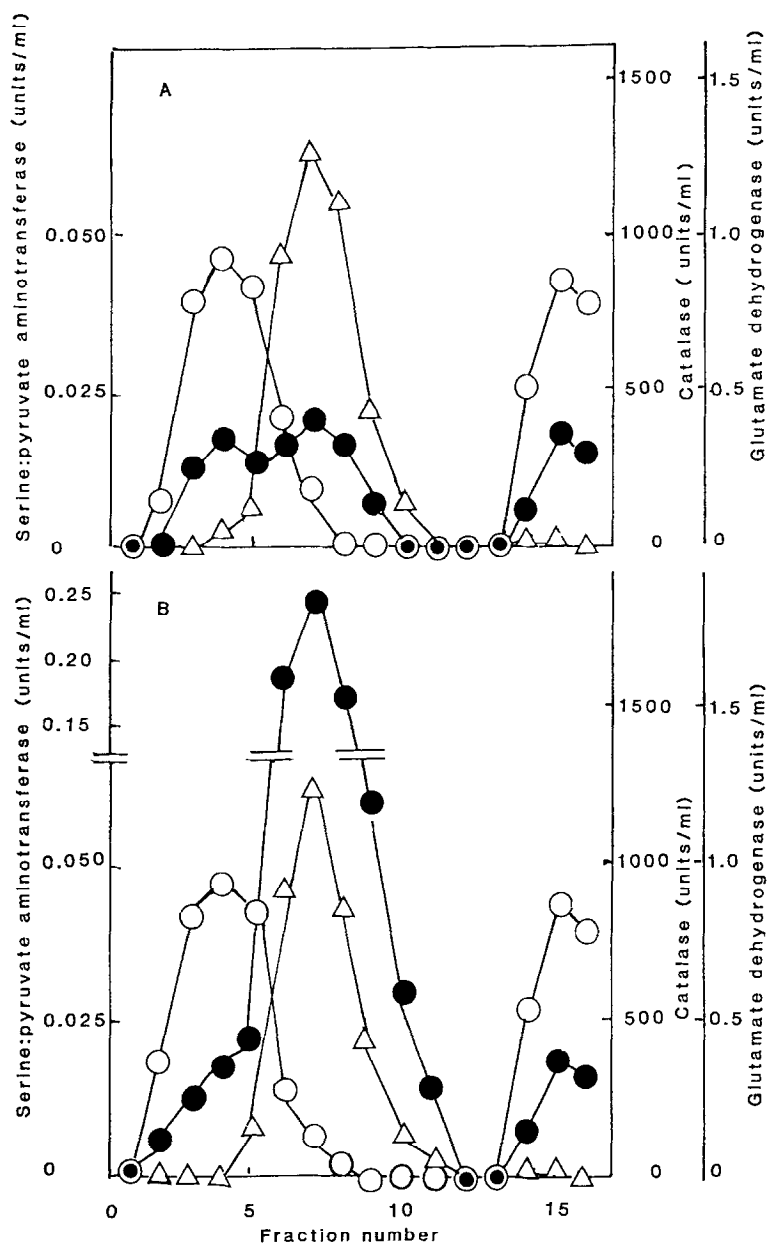 A
Serine:pyruvate aminotransferase (units/ml)
0.050
0.025
0
1500
1000
500
0
Catalase (units/ml)
1.5
1.0
0.5
0
Glutamate dehydrogenase (units/ml)
B
Serine:pyruvate aminotransferase (units/ml)
0.25
0.20
0.15
0.050
0.025
0
1500
1000
500
0
Catalase (units/ml)
1.5
1.0
0.5
0
Glutamate dehydrogenase (units/ml)
0 5 10 15
Fraction number